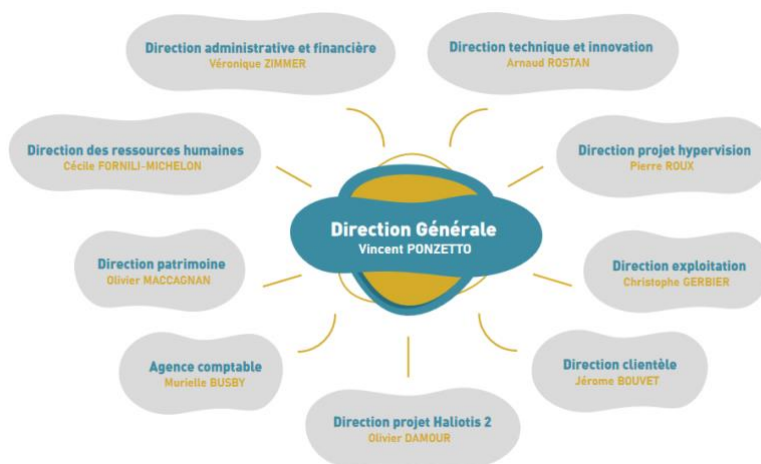 Direction administrative et financière
Véronique ZIMMER
Direction technique et innovation
Arnaud ROSTAN
Direction des ressources humaines
Cécile FORNILI-MICHELON
Direction projet hypervision
Pierre ROUX
Direction Générale
Vincent PONZETTO
Direction patrimoine
Olivier MACCAGNAN
Direction exploitation
Christophe GERBIER
Agence comptable
Murielle BUSBY
Direction clientèle
Jérome BOUVET
Direction projet Haliotis 2
Olivier DAMOUR